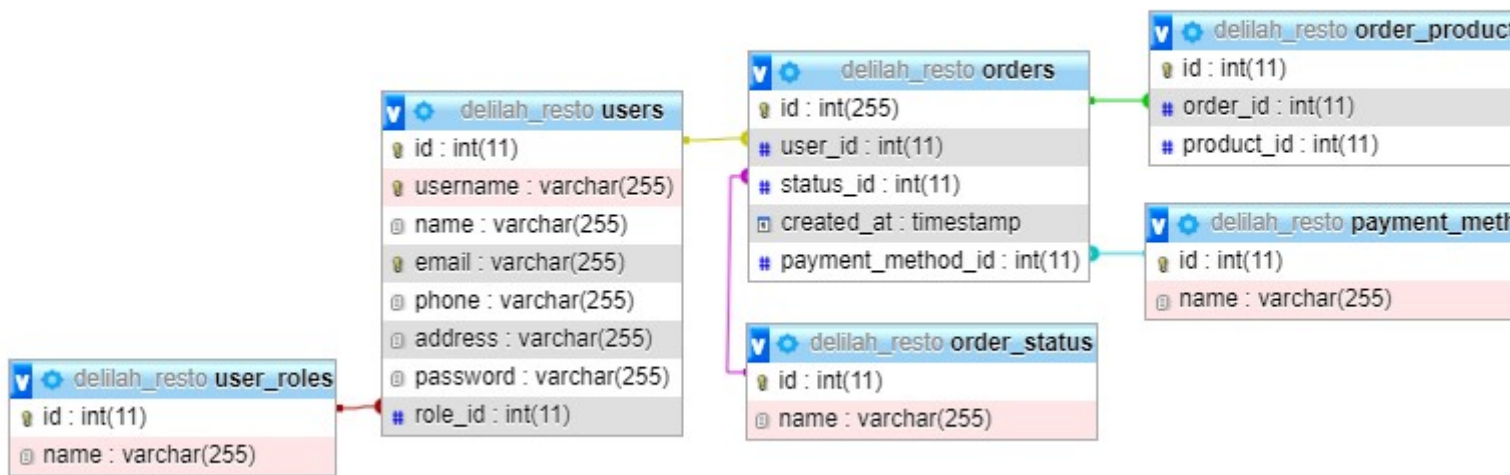 delilah_resto user_roles
id : int(11)
name : varchar(255)
delilah_resto users
id : int(11)
username : varchar(255)
name : varchar(255)
email : varchar(255)
phone : varchar(255)
address : varchar(255)
password : varchar(255)
role_id : int(11)
delilah_resto orders
id : int(255)
user_id : int(11)
status_id : int(11)
created_at : timestamp
payment_method_id : int(11)
delilah_resto order_status
id : int(11)
name : varchar(255)
delilah_resto order_product
id : int(11)
order_id : int(11)
product_id : int(11)
delilah_resto payment_meth
id : int(11)
name : varchar(255)